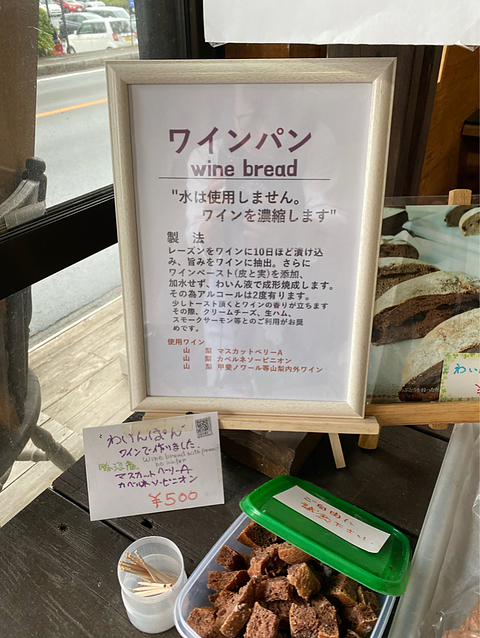 ワインパン
wine bread
"水は使用しません。
ワインを濃縮します"
製 法
レーズンをワインに10日ほど漬け込
み、旨みをワインに抽出。さらに
ワインペースト(皮と実)を添加、
加水せず、わいん液で成形焼成します。
その為アルコールは2度有ります。
少しトースト頂くとワインの香りが立ちます
その際、クリームチーズ、生ハム、
スモークサーモン等とのご利用がお奨
めです。
使用ワイン
山 梨 マスカットベリーA
山 梨 カベルネソービニオン
山 梨 甲斐ノワール等山梨内外ワイン
"わいんぱん"
ワインで作りました。
Wine bread with
no water
マスカットベーリーA
カベルネソービニオン
¥500
ご自由に
わい